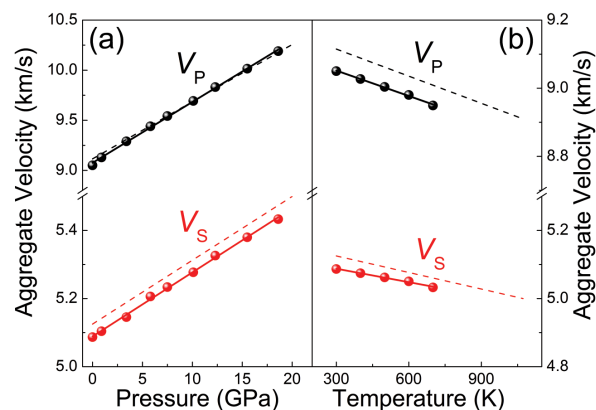 (a)
(b)
10.5
10.0
9.5
9.0
5.4
5.2
5.0
Aggregate Velocity (km/s)
V_P
V_S
0
5
10
15
20
Pressure (GPa)
V_P
V_S
300
600
900
Temperature (K)
9.2
9.0
8.8
5.2
5.0
4.8
Aggregate Velocity (km/s)